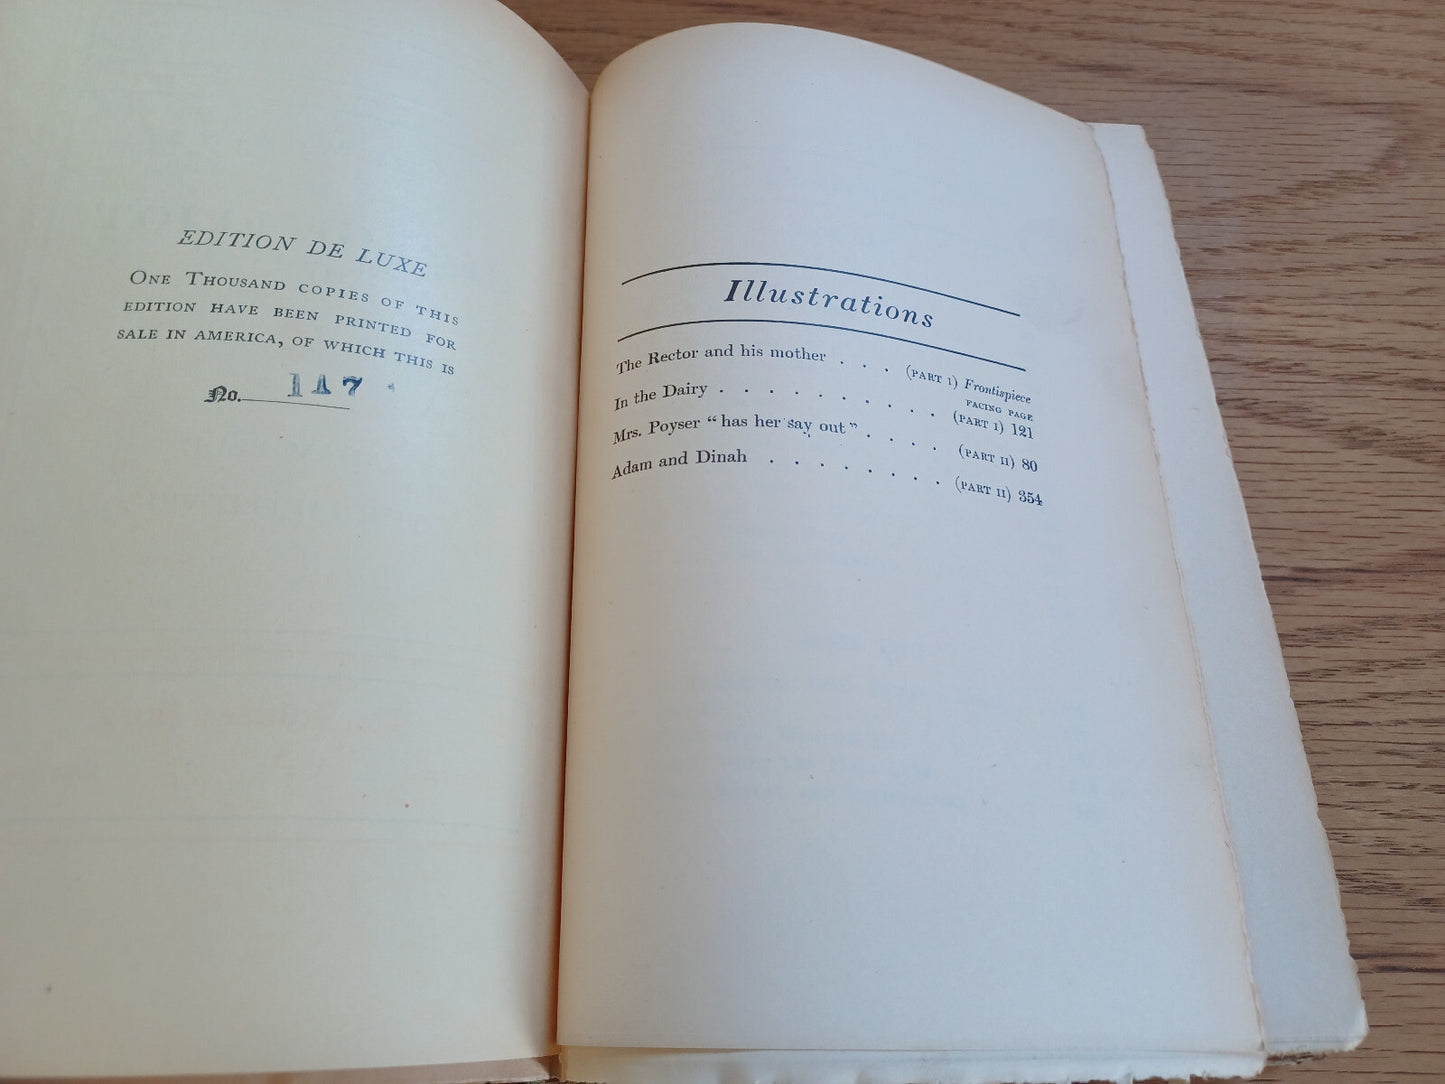 EDITION DE LUXE
ONE THOUSAND COPIES OF THIS
EDITION HAVE BEEN PRINTED FOR
SALE IN AMERICA, OF WHICH THIS IS
No. 147
Illustrations
The Rector and his mother . . . (PART I) Frontispiece
FACING PAGE
In the Dairy . . . . . . . . . . (PART I) 121
Mrs. Poyser “has her say out” . . . . (PART II) 80
Adam and Dinah . . . . . . . . (PART II) 354